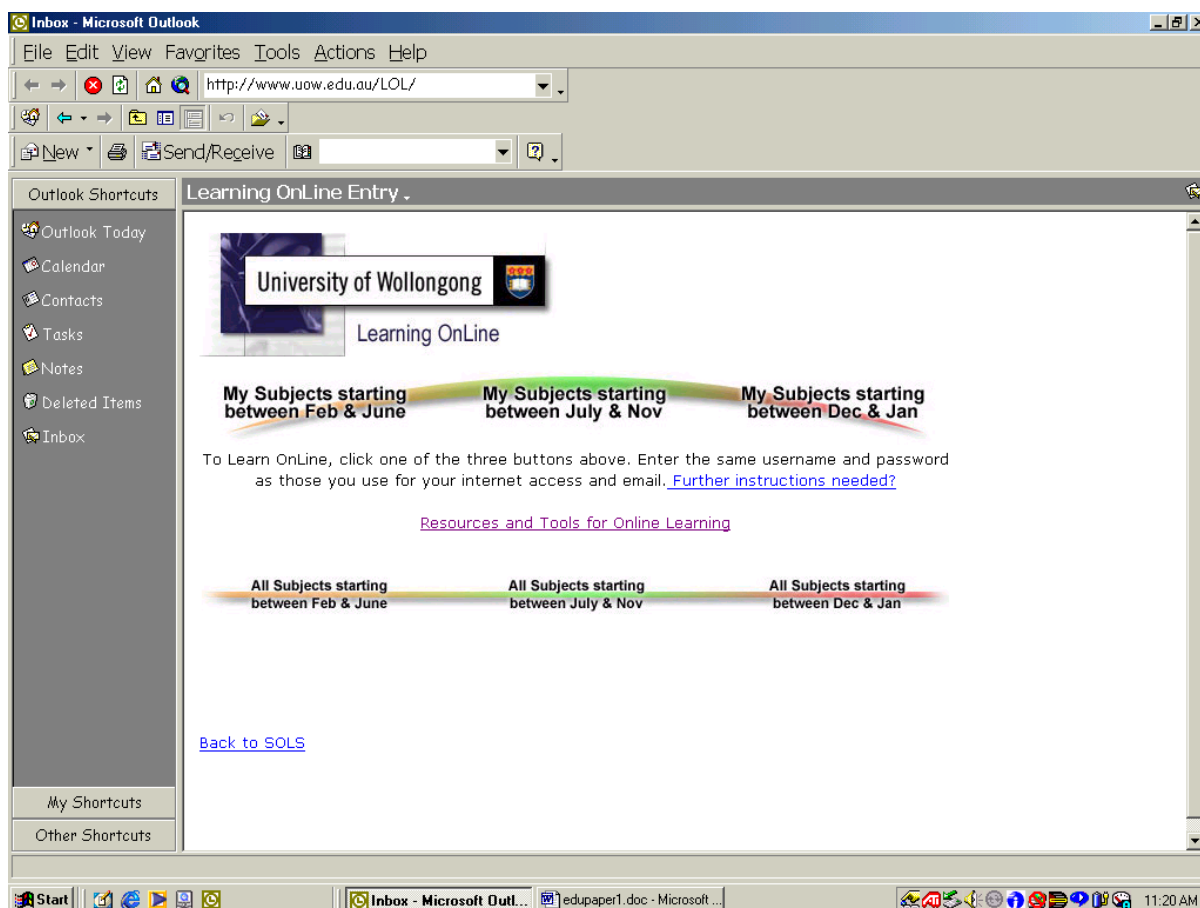 Inbox - Microsoft Outlook
File Edit View Favorites Tools Actions Help
http://www.uow.edu.au/LOL/
New Send/Receive
Outlook Shortcuts
Learning OnLine Entry
Outlook Today
Calendar
Contacts
Tasks
Notes
Deleted Items
Inbox
University of Wollongong
Learning OnLine
My Subjects starting between Feb & June
My Subjects starting between July & Nov
My Subjects starting between Dec & Jan
To Learn OnLine, click one of the three buttons above. Enter the same username and password
as those you use for your internet access and email. Further instructions needed?
Resources and Tools for Online Learning
All Subjects starting between Feb & June
All Subjects starting between July & Nov
All Subjects starting between Dec & Jan
Back to SOLS
My Shortcuts
Other Shortcuts
Start Inbox - Microsoft Outl... edupaper1.doc - Microsoft ... 11:20 AM